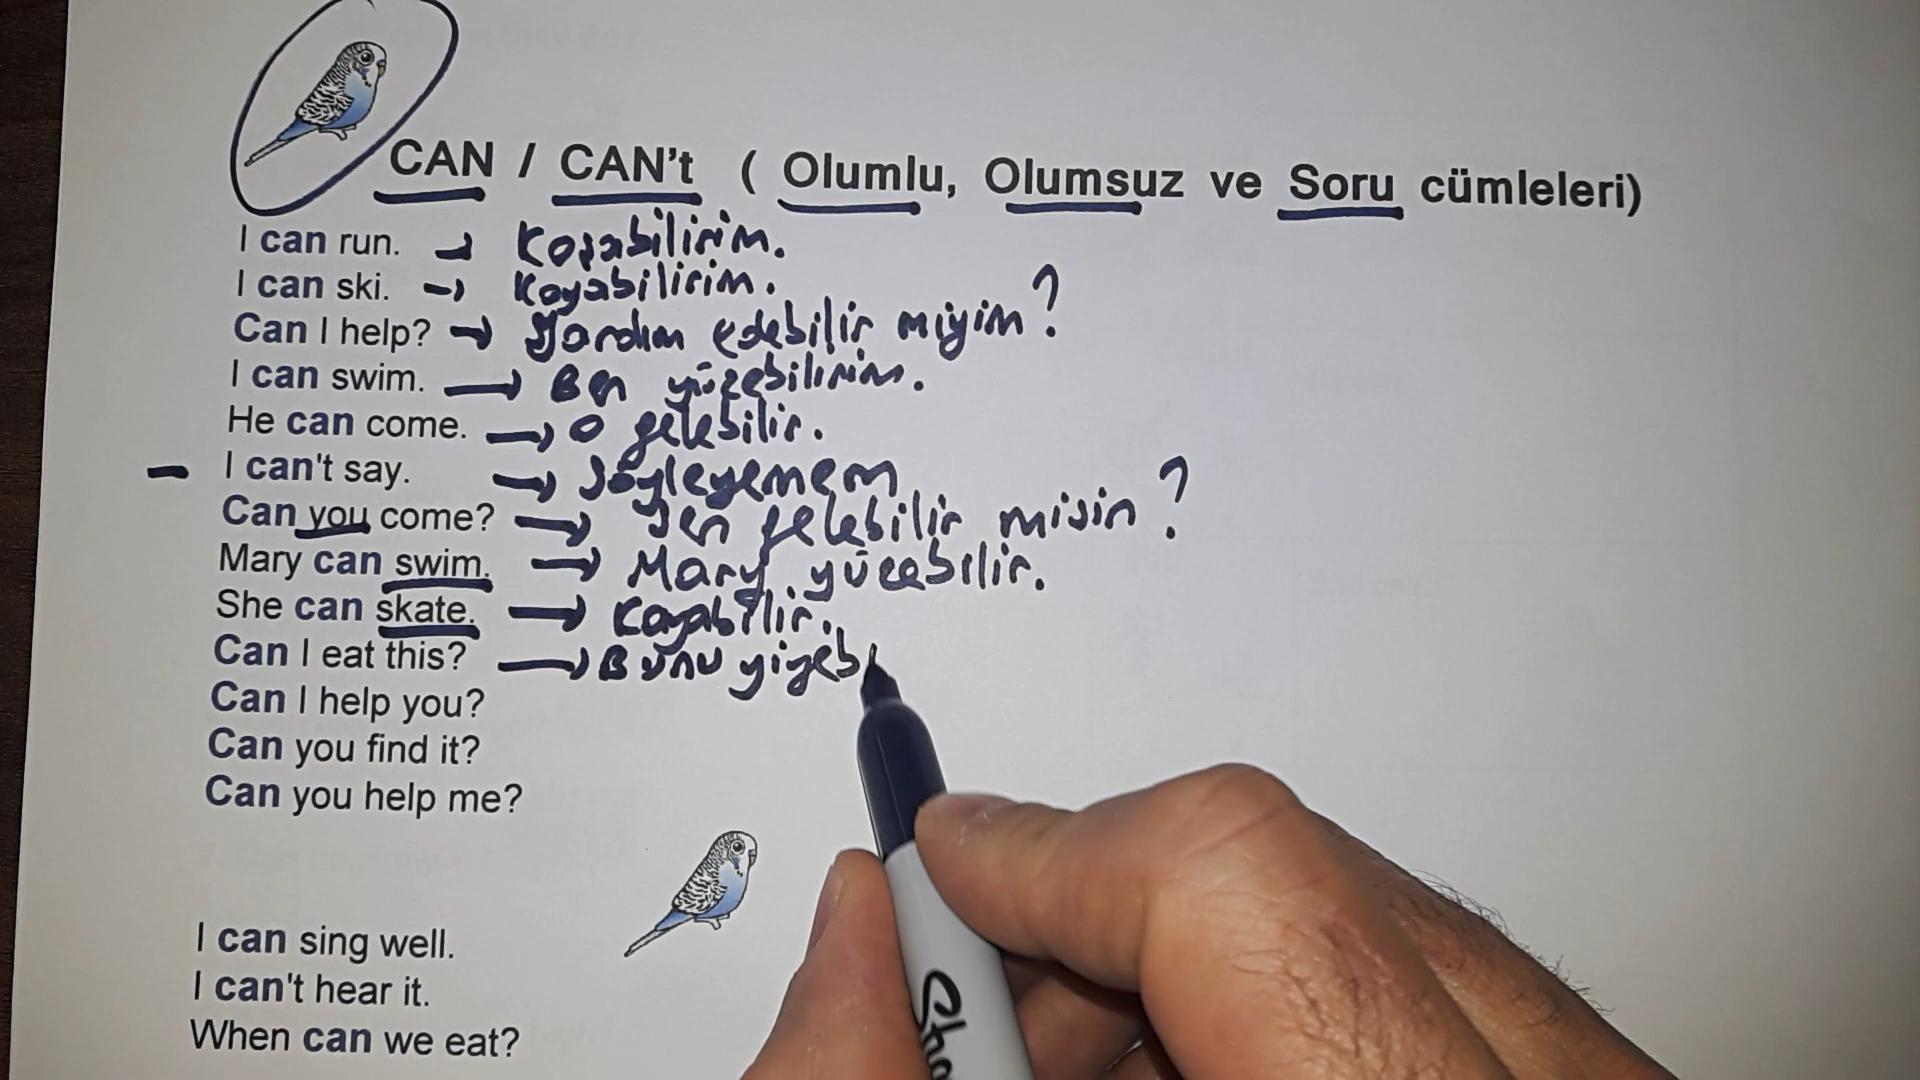 CAN / CAN't ( Olumlu, Olumsuz ve Soru cümleleri)
I can run. → Koşabilirim.
I can ski. → Kayabilirim.
Can I help? → Yardım edebilir miyim?
I can swim. → Ben yüzebilirim.
He can come. → O gelebilir.
- I can't say. → Söyleyemem
Can you come? → Sen gelebilir misin?
Mary can swim. → Mary yüzebilir.
She can skate. → Kayabilir.
Can I eat this? → Bunu yiyebi
Can I help you?
Can you find it?
Can you help me?
I can sing well.
I can't hear it.
When can we eat?
Sha